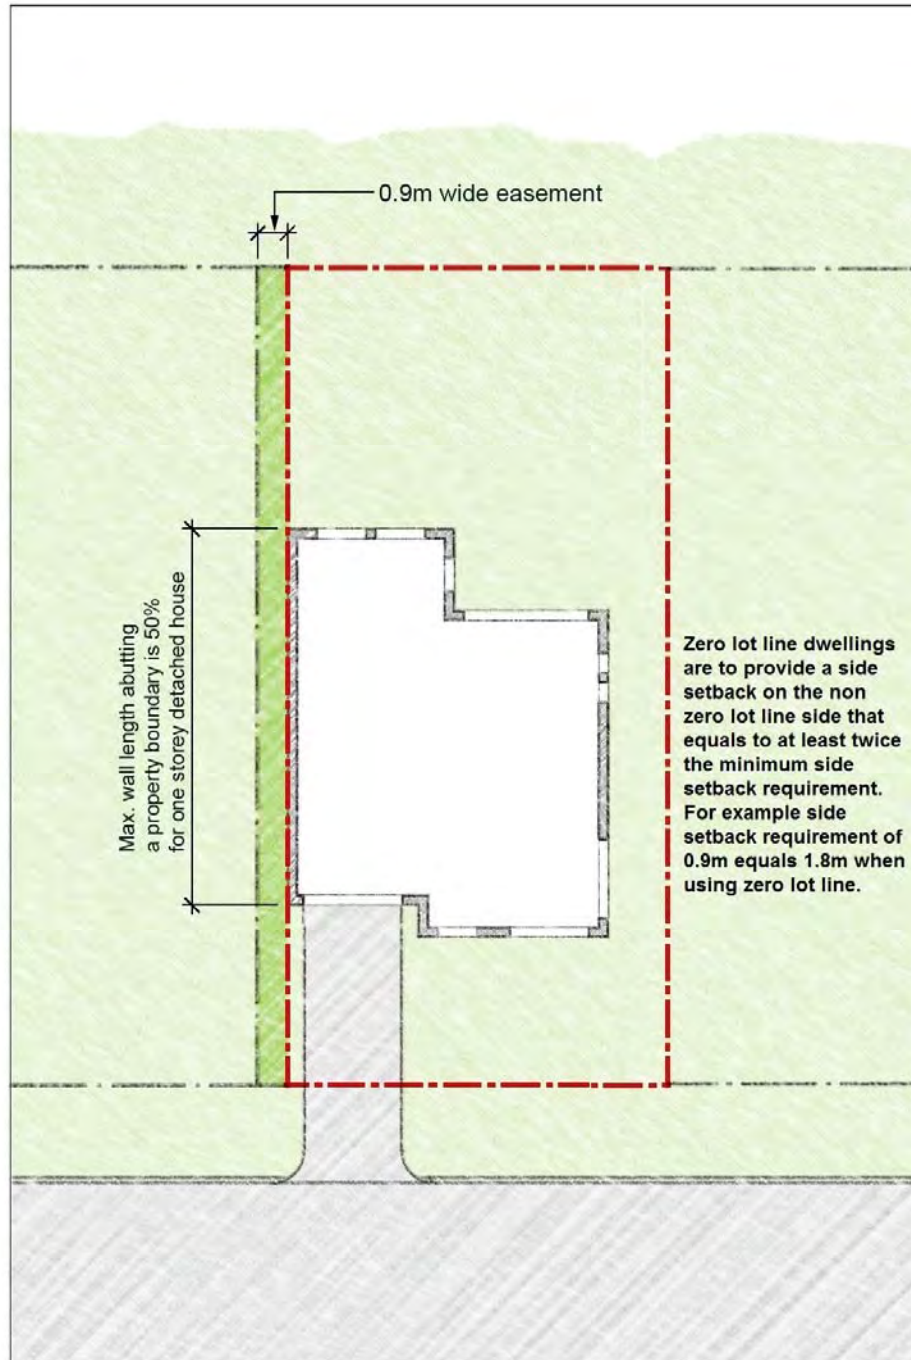 0.9m wide easement
Max. wall length abutting
a property boundary is 50%
for one storey detached house
Zero lot line dwellings
are to provide a side
setback on the non
zero lot line side that
equals to at least twice
the minimum side
setback requirement.
For example side
setback requirement of
0.9m equals 1.8m when
using zero lot line.